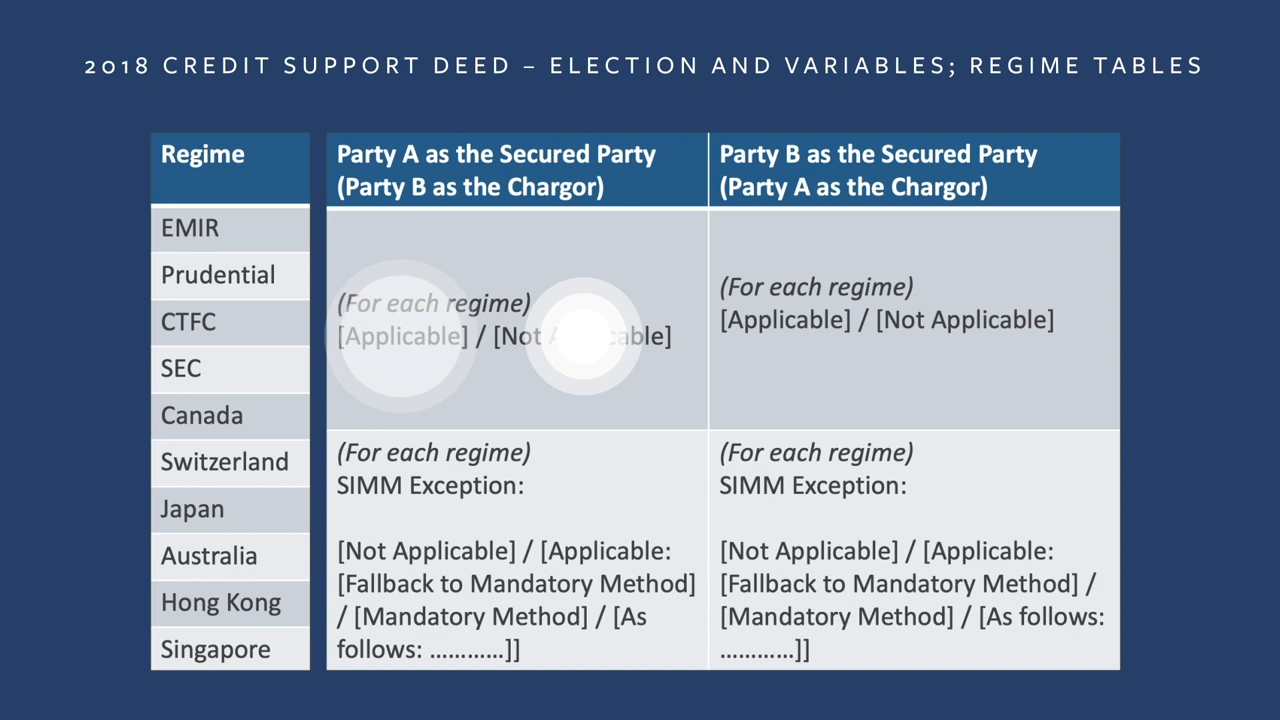 2018 CREDIT SUPPORT DEED – ELECTION AND VARIABLES; REGIME TABLES
Regime
EMIR
Prudential
CTFC
SEC
Canada
Switzerland
Japan
Australia
Hong Kong
Singapore
Party A as the Secured Party
(Party B as the Chargor)
(For each regime)
[Applicable] / [Not
(For each regime)
SIMM Exception:
[Not Applicable] / [Applicable:
[Fallback to Mandatory Method]
/ [Mandatory Method] / [As
follows: …………]]
Party B as the Secured Party
(Party A as the Chargor)
(For each regime)
[Applicable] / [Not Applicable]
(For each regime)
SIMM Exception:
[Not Applicable] / [Applicable:
[Fallback to Mandatory Method] /
[Mandatory Method] / [As follows:
…………]]